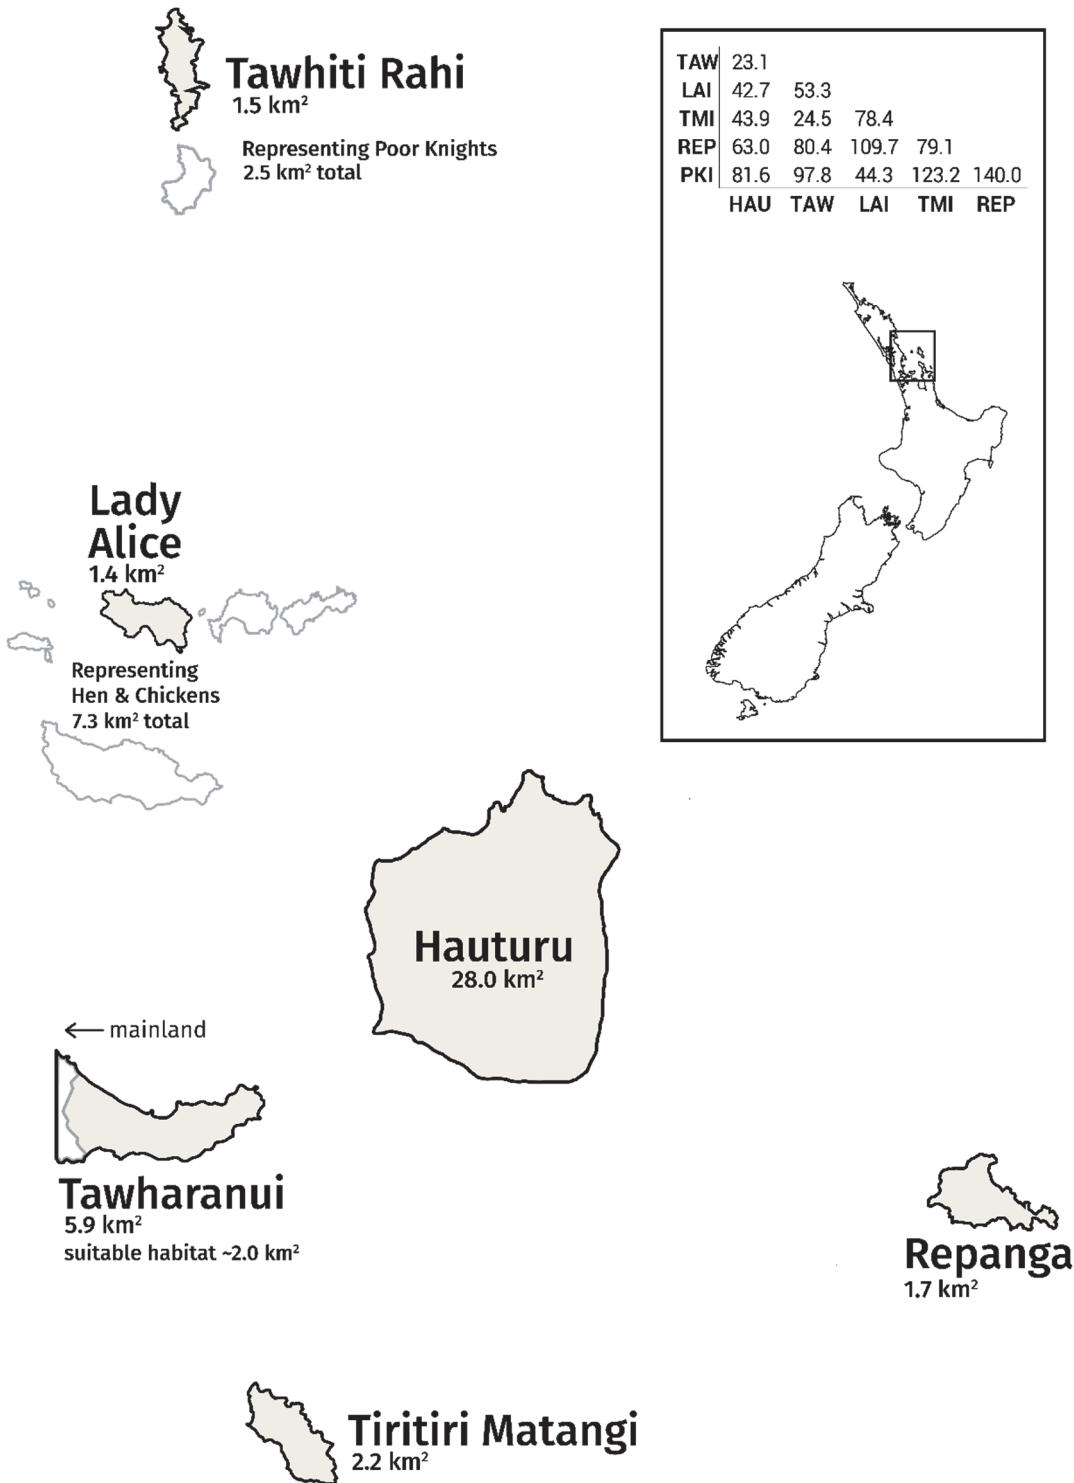 Tawhiti Rahi
1.5 km²
Representing Poor Knights
2.5 km² total
TAW 23.1
LAI 42.7 53.3
TMI 43.9 24.5 78.4
REP 63.0 80.4 109.7 79.1
PKI 81.6 97.8 44.3 123.2 140.0
HAU TAW LAI TMI REP
Lady
Alice
1.4 km²
Representing
Hen & Chickens
7.3 km² total
Hauturu
28.0 km²
← mainland
Tawharanui
5.9 km²
suitable habitat ~2.0 km²
Repanga
1.7 km²
Tiritiri Matangi
2.2 km²